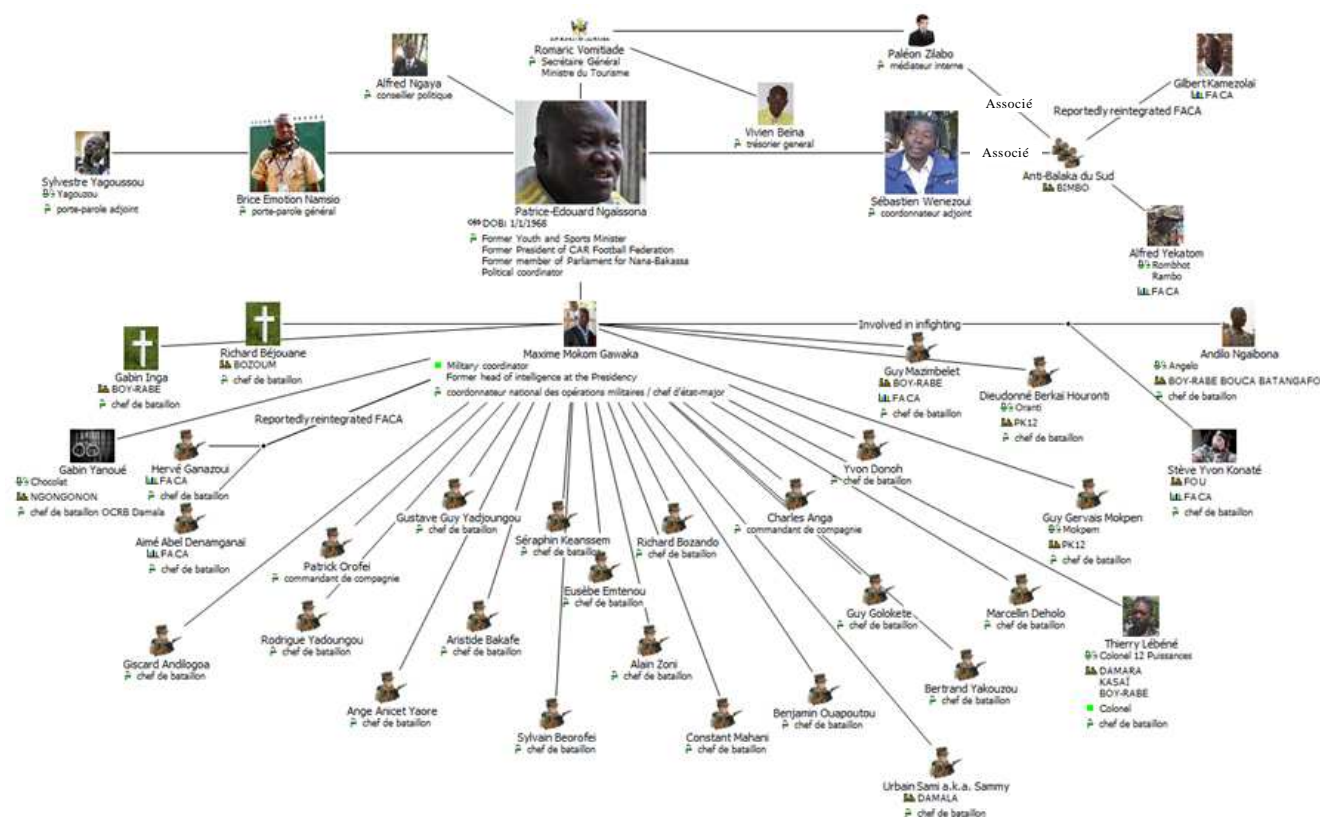 Romaric Vomitiade
Secrétaire Général
Ministre du Tourisme
Paléon Zilabo
médiateur interne
Alfred Ngaya
conseiller politique
Gilbert Kamezolaï
FACA
Associé
Reportedly reintegrated FACA
Vivien Beina
trésorier general
Sylvestre Yagoussou
Yagouzou
porte-parole adjoint
Brice Emotion Namsio
porte-parole général
Patrice-Edouard Ngaïssona
DOB: 1/1/1968
Former Youth and Sports Minister
Former President of CAR Football Federation
Former member of Parliament for Nana-Bakassa
Political coordinator
Sébastien Wenezoui
coordonnateur adjoint
Associé
Anti-Balaka du Sud
BIMBO
Alfred Yekatom
Rombhot
Rambo
FACA
Gabin Inga
BOY-RABE
chef de bataillon
Richard Béjouane
BOZOUM
chef de bataillon
Maxime Mokom Gawaka
Military coordinator
Former head of intelligence at the Presidency
coordonnateur national des opérations militaires / chef d'état-major
Involved in infighting
Guy Mazimbelet
BOY-RABE
FACA
chef de bataillon
Dieudonné Berkaï Houronti
Oranti
PK12
chef de bataillon
Andilo Ngaibona
Angelo
BOY-RABE BOUCA BATANGAFO
chef de bataillon
Reportedly reintegrated FACA
Gabin Yanoué
Chocolat
NGONGONON
chef de bataillon OCRB Damala
Hervé Ganazoui
FACA
chef de bataillon
Aimé Abel Denamganaï
FACA
chef de bataillon
Yvon Donoh
chef de bataillon
Stève Yvon Konaté
FOU
FACA
chef de bataillon
Gustave Guy Yadjoungou
chef de bataillon
Séraphin Keanssem
chef de bataillon
Richard Bozando
chef de bataillon
Charles Anga
commandant de compagnie
Guy Gervais Mokpen
Mokpem
PK12
chef de bataillon
Patrick Orofei
commandant de compagnie
Eusèbe Emtenou
chef de bataillon
Rodrigue Yadoungou
chef de bataillon
Aristide Bakafe
chef de bataillon
Guy Golokete
chef de bataillon
Marcellin Deholo
chef de bataillon
Giscard Andilogoa
chef de bataillon
Alain Zoni
chef de bataillon
Thierry Lébéné
Colonel 12 Puissances
DAMARA
KASAÏ
BOY-RABE
Colonel
chef de bataillon
Ange Anicet Yaore
chef de bataillon
Bertrand Yakouzou
chef de bataillon
Benjamin Ouapoutou
chef de bataillon
Sylvain Beorofei
chef de bataillon
Constant Mahani
chef de bataillon
Urbain Sami a.k.a. Sammy
DAMALA
chef de bataillon